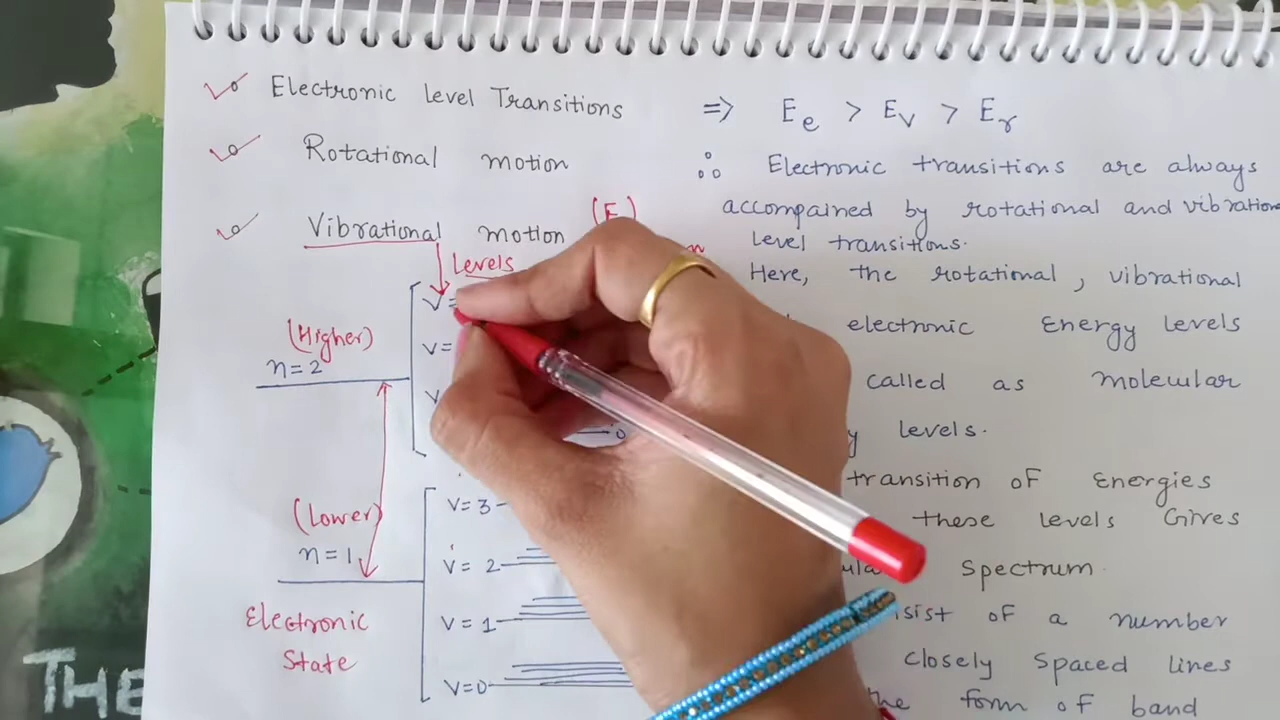 Electronic level Transitions
Rotational motion
Vibrational motion
Levels
(E)
v=
v=
v
(Higher)
n=2
(Lower)
n=1
Electronic
State
v=3
v=2
v=1
v=0
⇒ Ee > Ev > Er
∴ Electronic transitions are always
accompained by rotational and vibration
level transitions.
Here, the rotational, vibrational
electronic Energy levels
called as molecular
levels.
transition of energies
these levels Gives
Spectrum.
of a number
closely spaced lines
form of band
THE